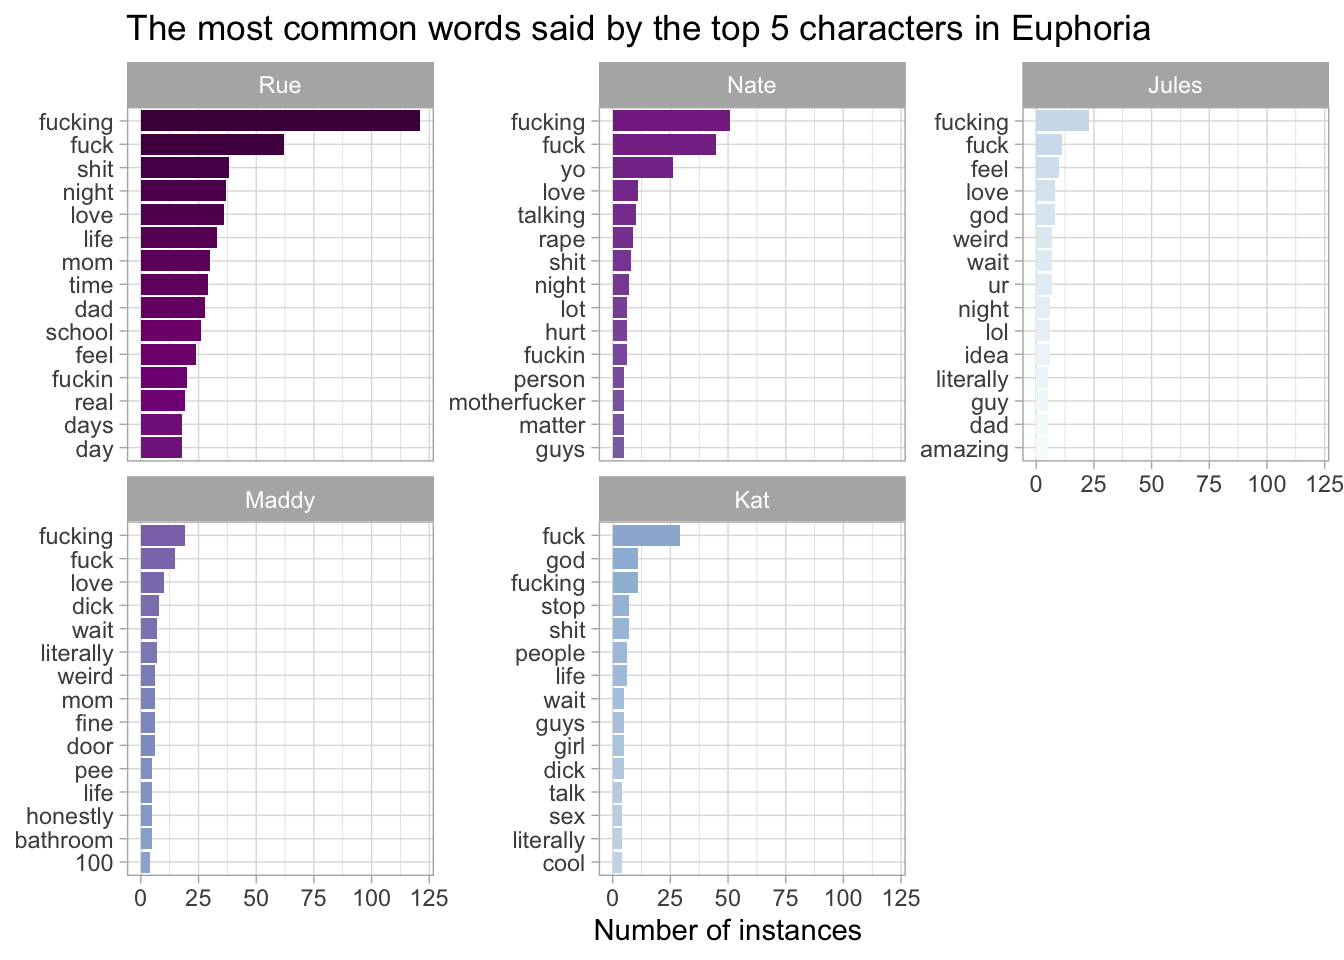 The most common words said by the top 5 characters in Euphoria
Rue
fucking
fuck
shit
night
love
life
mom
time
dad
school
feel
fuckin
real
days
day
Nate
fucking
fuck
yo
love
talking
rape
shit
night
lot
hurt
fuckin
person
motherfucker
matter
guys
Jules
fucking
fuck
feel
love
god
weird
wait
ur
night
lol
idea
literally
guy
dad
amazing
0 25 50 75 100 125
Maddy
fucking
fuck
love
dick
wait
literally
weird
mom
fine
door
pee
life
honestly
bathroom
100
0 25 50 75 100 125
Kat
fuck
god
fucking
stop
shit
people
life
wait
guys
girl
dick
talk
sex
literally
cool
0 25 50 75 100 125
Number of instances